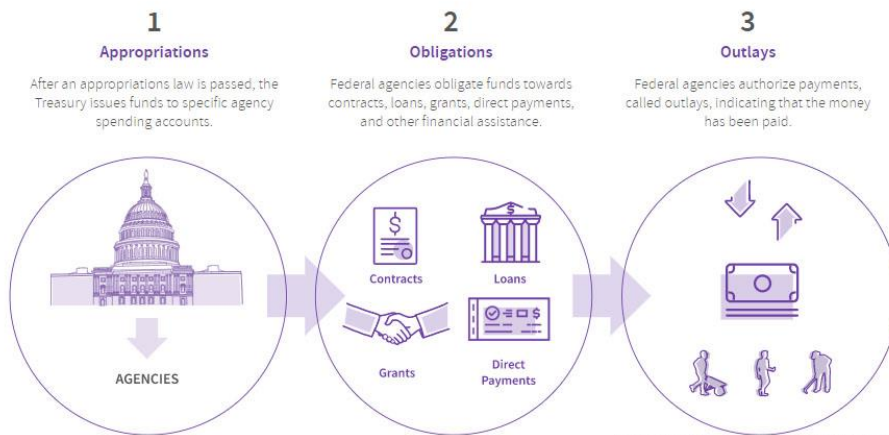 1
Appropriations
After an appropriations law is passed, the
Treasury issues funds to specific agency
spending accounts.
AGENCIES
2
Obligations
Federal agencies obligate funds towards
contracts, loans, grants, direct payments,
and other financial assistance.
$
Contracts
$
Loans
Grants
$
Direct
Payments
3
Outlays
Federal agencies authorize payments,
called outlays, indicating that the money
has been paid.